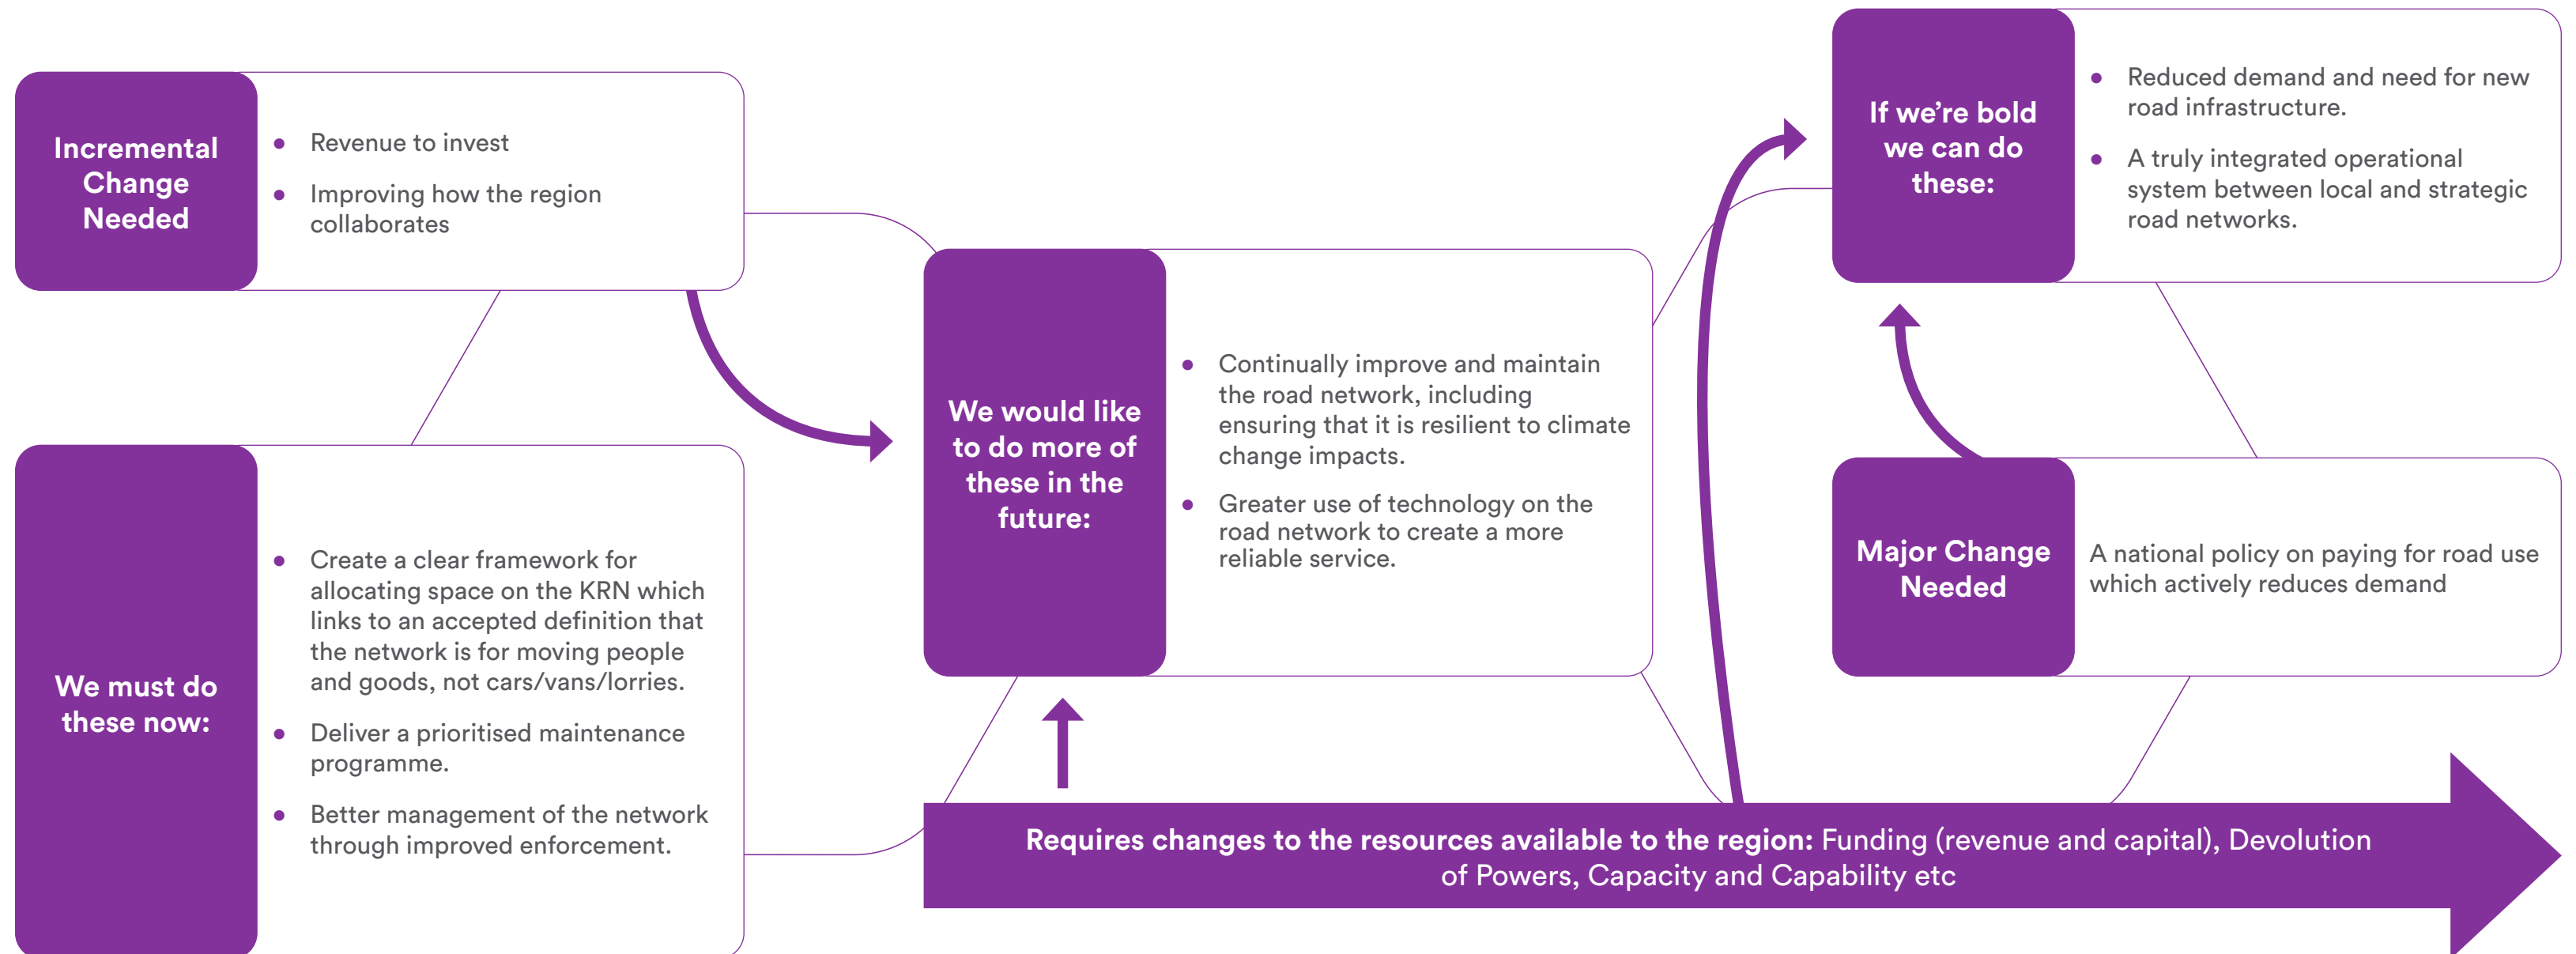 Incremental
Change
Needed
• Revenue to invest
• Improving how the region
collaborates
We must do
these now:
• Create a clear framework for
allocating space on the KRN which
links to an accepted definition that
the network is for moving people
and goods, not cars/vans/lorries.
• Deliver a prioritised maintenance
programme.
• Better management of the network
through improved enforcement.
We would like
to do more of
these in the
future:
• Continually improve and maintain
the road network, including
ensuring that it is resilient to climate
change impacts.
• Greater use of technology on the
road network to create a more
reliable service.
If we’re bold
we can do
these:
• Reduced demand and need for new
road infrastructure.
• A truly integrated operational
system between local and strategic
road networks.
Major Change
Needed
A national policy on paying for road use
which actively reduces demand
Requires changes to the resources available to the region: Funding (revenue and capital), Devolution
of Powers, Capacity and Capability etc